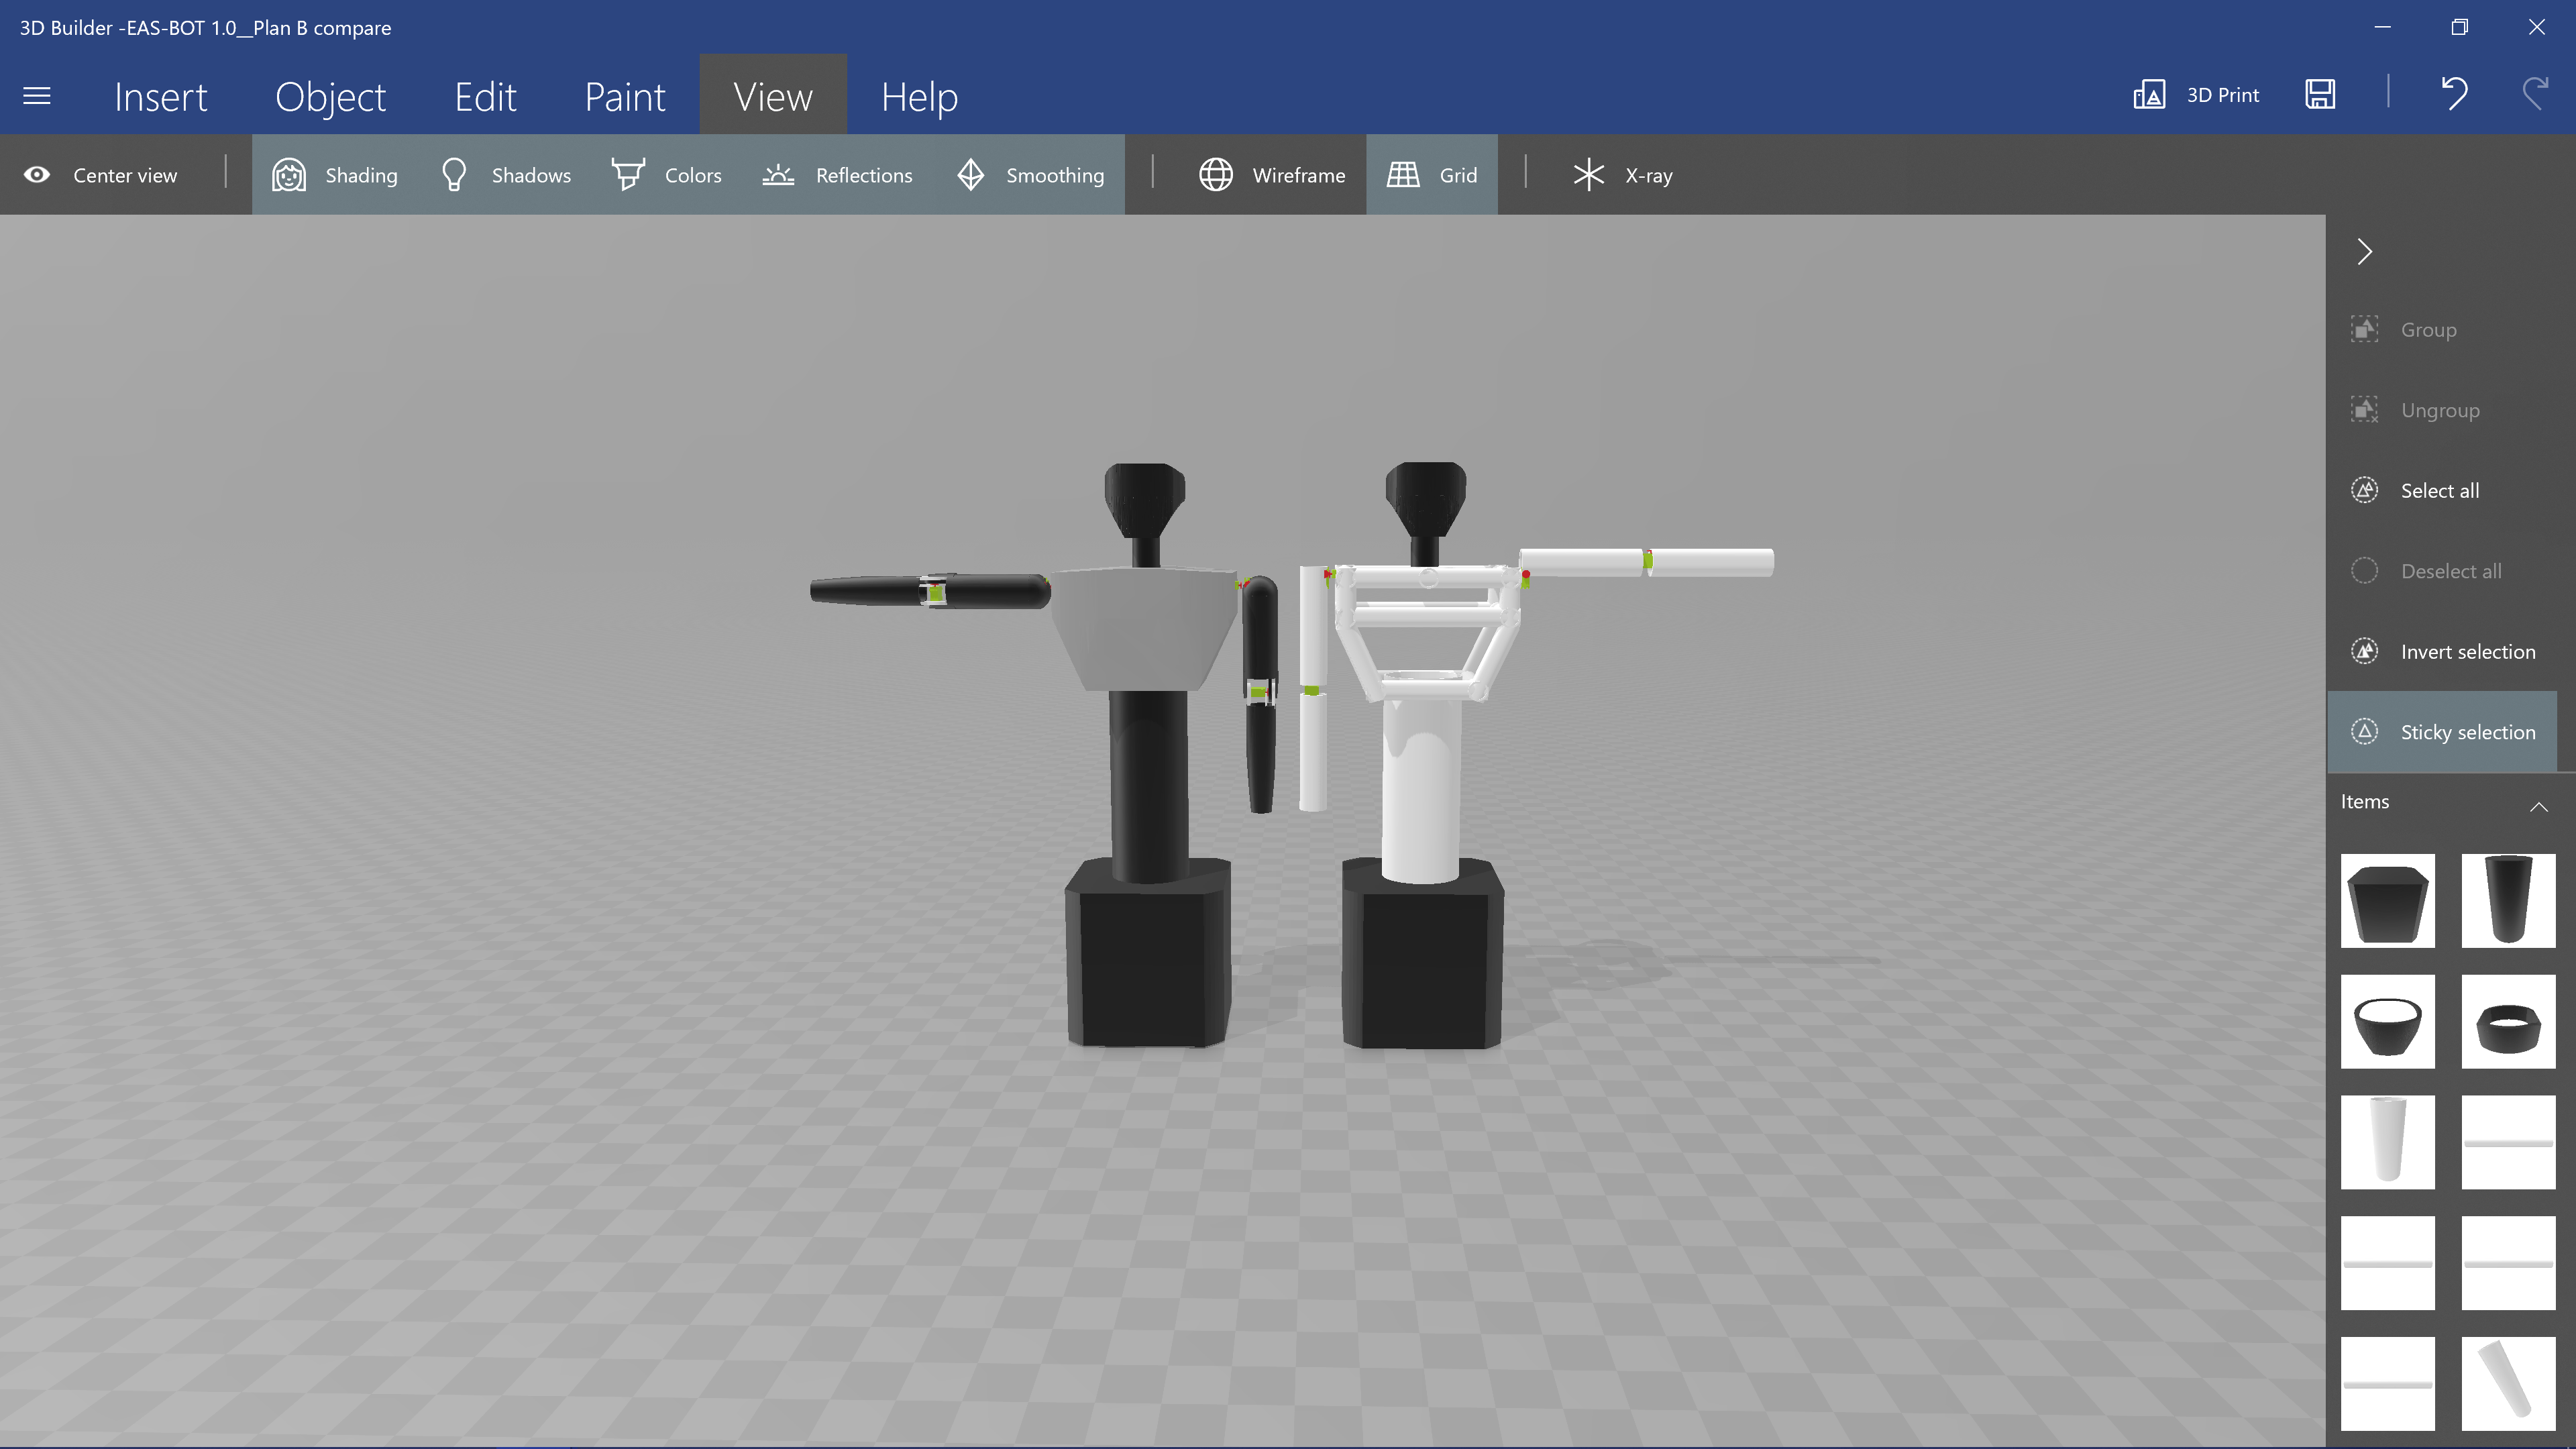 3D Builder -EAS-BOT 1.0__Plan B compare
Insert Object Edit Paint View Help 3D Print
Center view Shading Shadows Colors Reflections Smoothing Wireframe Grid X-ray
Group
Ungroup
Select all
Deselect all
Invert selection
Sticky selection
Items